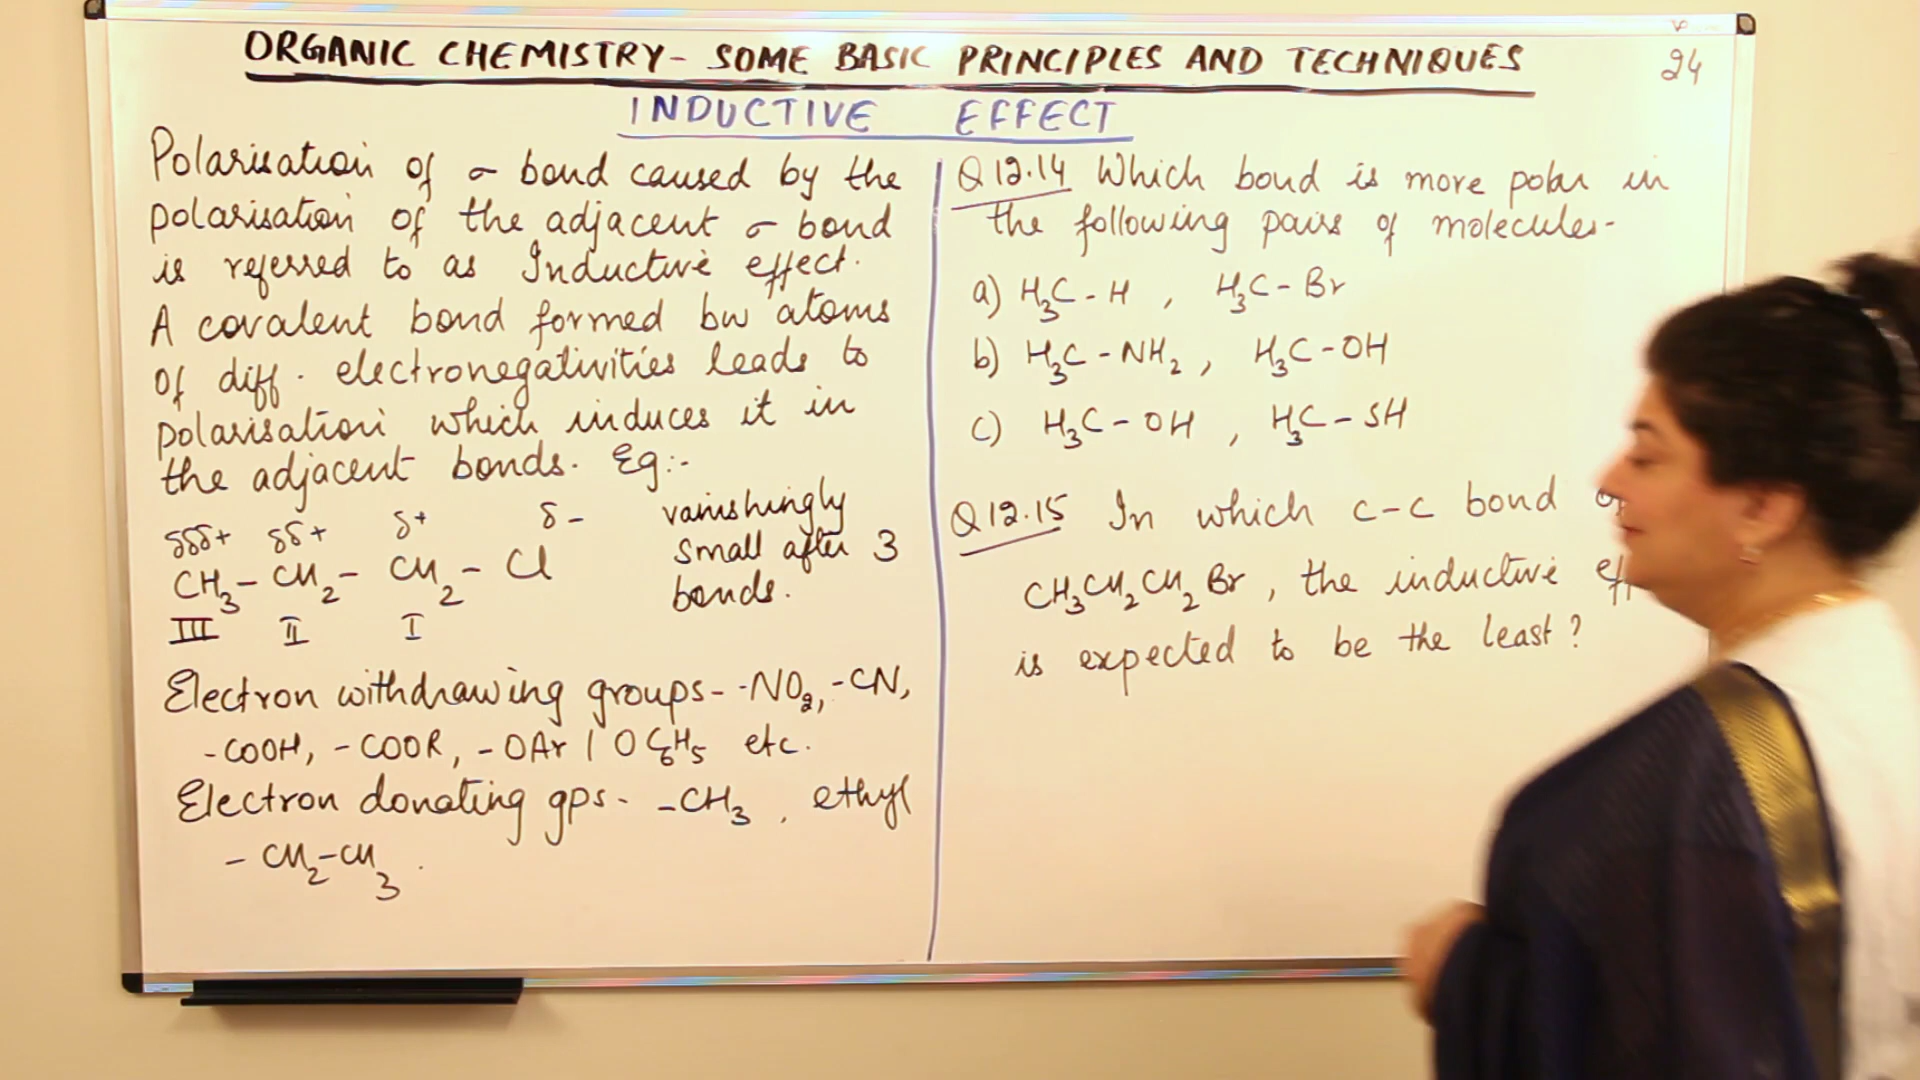 ORGANIC CHEMISTRY - SOME BASIC PRINCIPLES AND TECHNIQUES
24
INDUCTIVE EFFECT
Polarisation of σ bond caused by the
polarisation of the adjacent σ bond
is referred to as Inductive effect.
A covalent bond formed bw atoms
of diff. electronegativities leads to
polarisation which induces it in
the adjacent bonds. Eg:-
δδδ+ δδ+ δ+ δ-
CH₃-CH₂-CH₂-Cl
III II I
vanishingly
small after 3
bonds.
Electron withdrawing groups- -NO₂, -CN,
-COOH, -COOR, -OAr / OC₆H₅ etc.
Electron donating gps- -CH₃, ethyl
-CH₂-CH₃.
Q12.14 Which bond is more polar in
the following pairs of molecules-
a) H₃C-H, H₃C-Br
b) H₃C-NH₂, H₃C-OH
c) H₃C-OH, H₃C-SH
Q12.15 In which C-C bond
CH₃CH₂CH₂Br, the inductive
is expected to be the least?